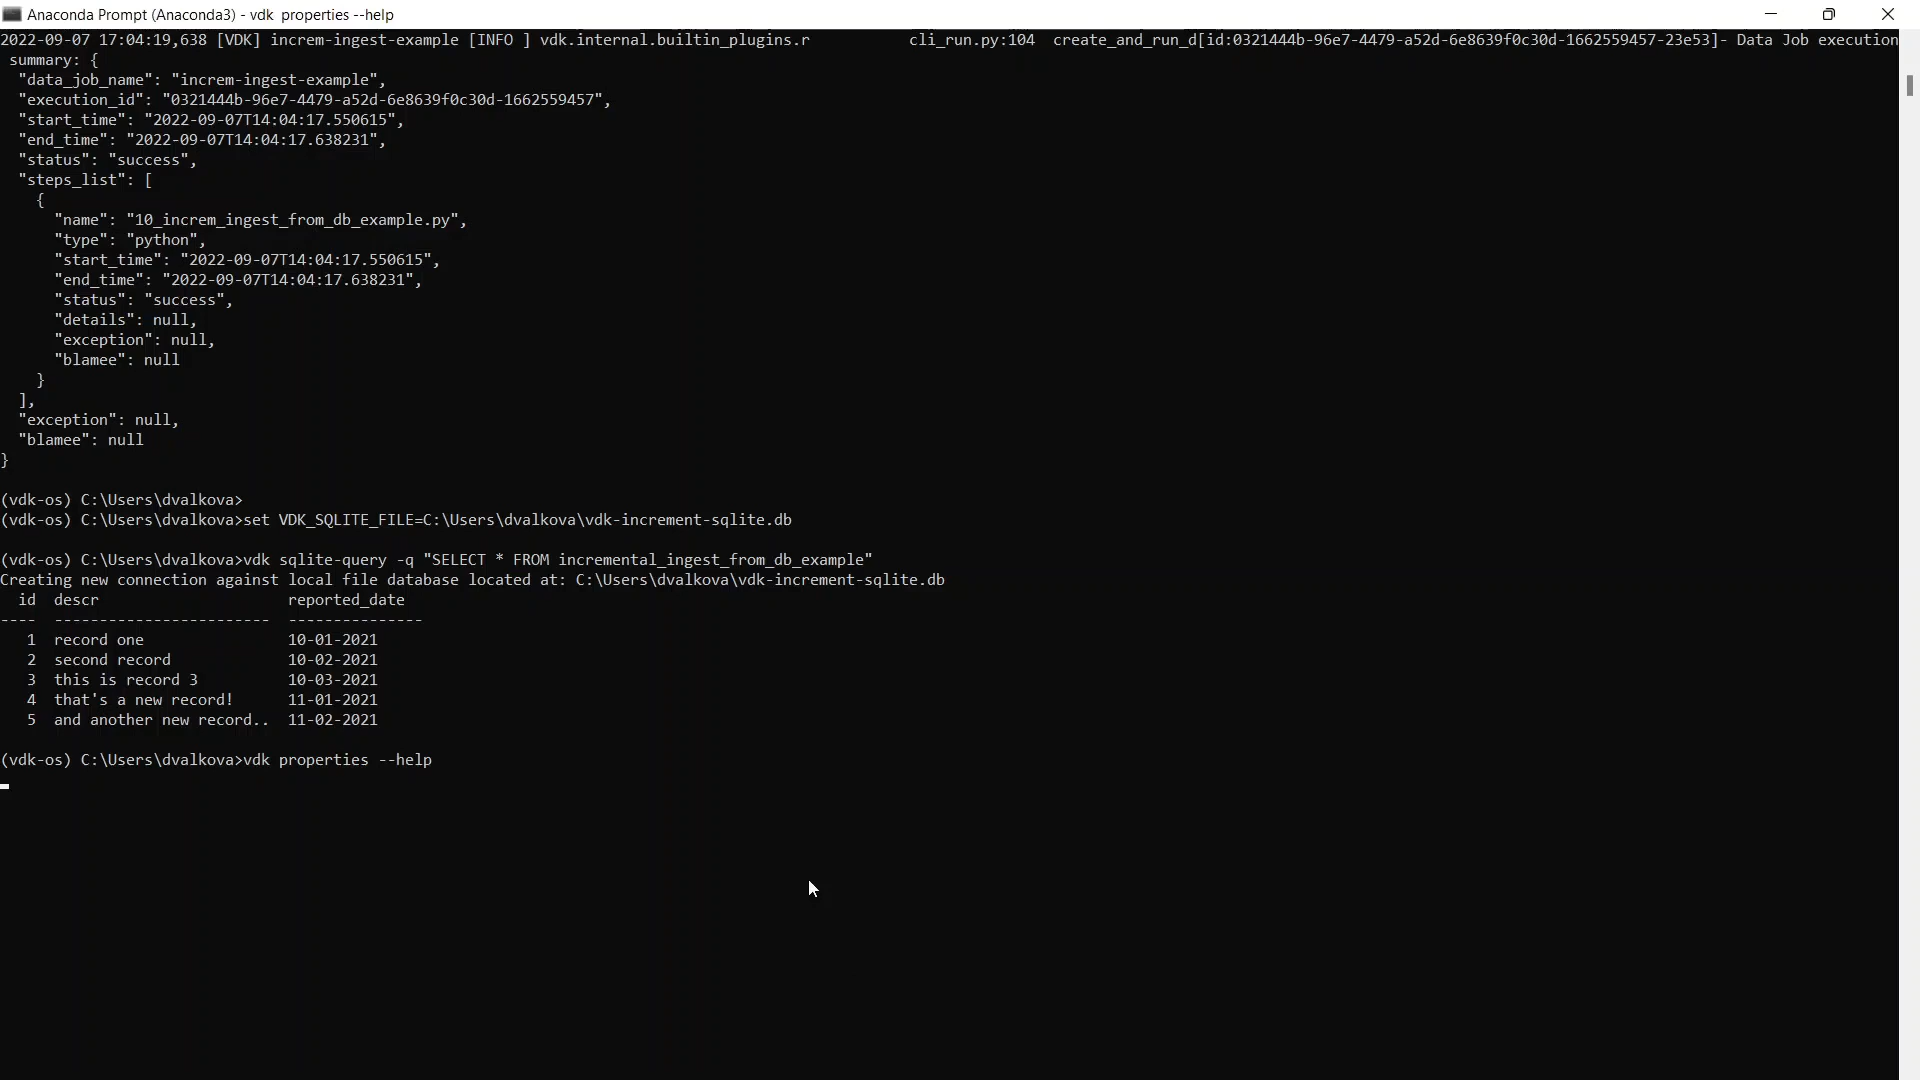 Anaconda Prompt (Anaconda3) - vdk  properties --help
2022-09-07 17:04:19,638 [VDK] increm-ingest-example [INFO ] vdk.internal.builtin_plugins.r           cli_run.py:104  create_and_run_d[id:0321444b-96e7-4479-a52d-6e8639f0c30d-1662559457-23e53]- Data Job execution
 summary: {
  "data_job_name": "increm-ingest-example",
  "execution_id": "0321444b-96e7-4479-a52d-6e8639f0c30d-1662559457",
  "start_time": "2022-09-07T14:04:17.550615",
  "end_time": "2022-09-07T14:04:17.638231",
  "status": "success",
  "steps_list": [
    {
      "name": "10_increm_ingest_from_db_example.py",
      "type": "python",
      "start_time": "2022-09-07T14:04:17.550615",
      "end_time": "2022-09-07T14:04:17.638231",
      "status": "success",
      "details": null,
      "exception": null,
      "blamee": null
    }
  ],
  "exception": null,
  "blamee": null
}
(vdk-os) C:\Users\dvalkova>
(vdk-os) C:\Users\dvalkova>set VDK_SQLITE_FILE=C:\Users\dvalkova\vdk-increment-sqlite.db
(vdk-os) C:\Users\dvalkova>vdk sqlite-query -q "SELECT * FROM incremental_ingest_from_db_example"
Creating new connection against local file database located at: C:\Users\dvalkova\vdk-increment-sqlite.db
  id  descr                     reported_date
----  ------------------------  ---------------
   1  record one                10-01-2021
   2  second record             10-02-2021
   3  this is record 3          10-03-2021
   4  that's a new record!      11-01-2021
   5  and another new record..  11-02-2021
(vdk-os) C:\Users\dvalkova>vdk properties --help